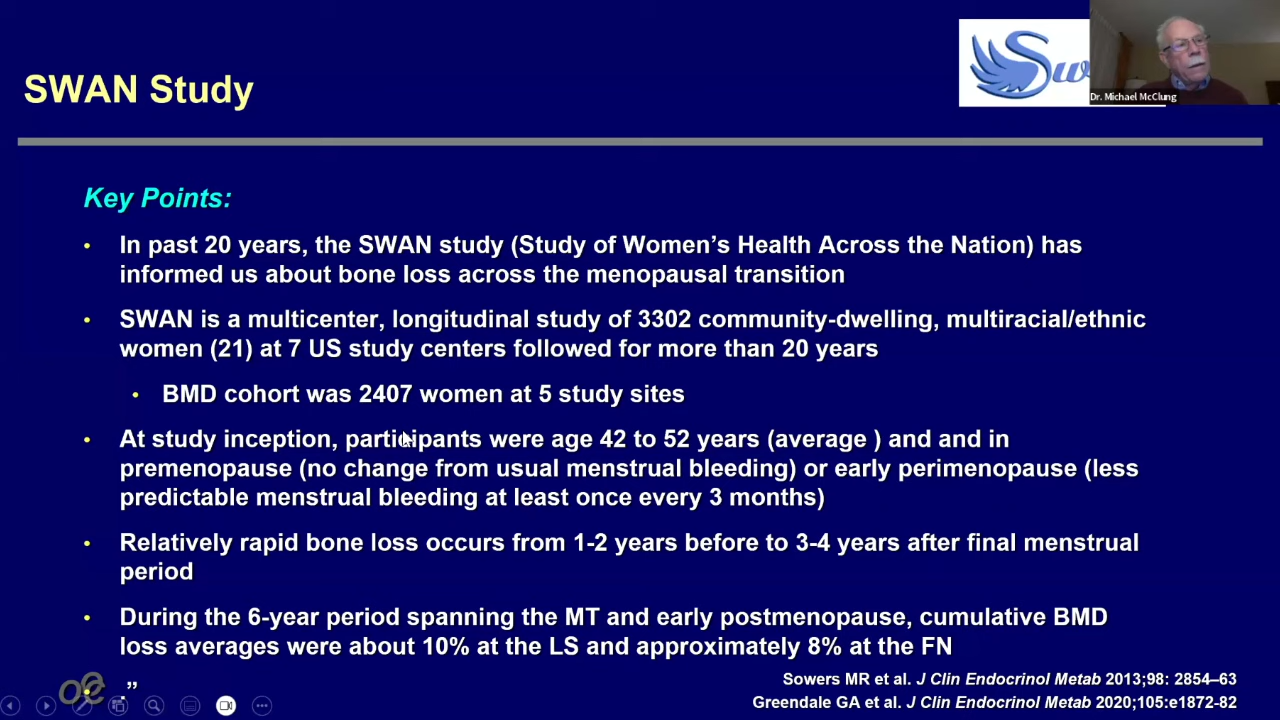 SWAN Study
Sw
Dr. Michael McClung
Key Points:
• In past 20 years, the SWAN study (Study of Women’s Health Across the Nation) has
informed us about bone loss across the menopausal transition
• SWAN is a multicenter, longitudinal study of 3302 community-dwelling, multiracial/ethnic
women (21) at 7 US study centers followed for more than 20 years
• BMD cohort was 2407 women at 5 study sites
• At study inception, participants were age 42 to 52 years (average ) and and in
premenopause (no change from usual menstrual bleeding) or early perimenopause (less
predictable menstrual bleeding at least once every 3 months)
• Relatively rapid bone loss occurs from 1-2 years before to 3-4 years after final menstrual
period
• During the 6-year period spanning the MT and early postmenopause, cumulative BMD
loss averages were about 10% at the LS and approximately 8% at the FN
• .”
oe
Sowers MR et al. J Clin Endocrinol Metab 2013;98: 2854–63
Greendale GA et al. J Clin Endocrinol Metab 2020;105:e1872-82